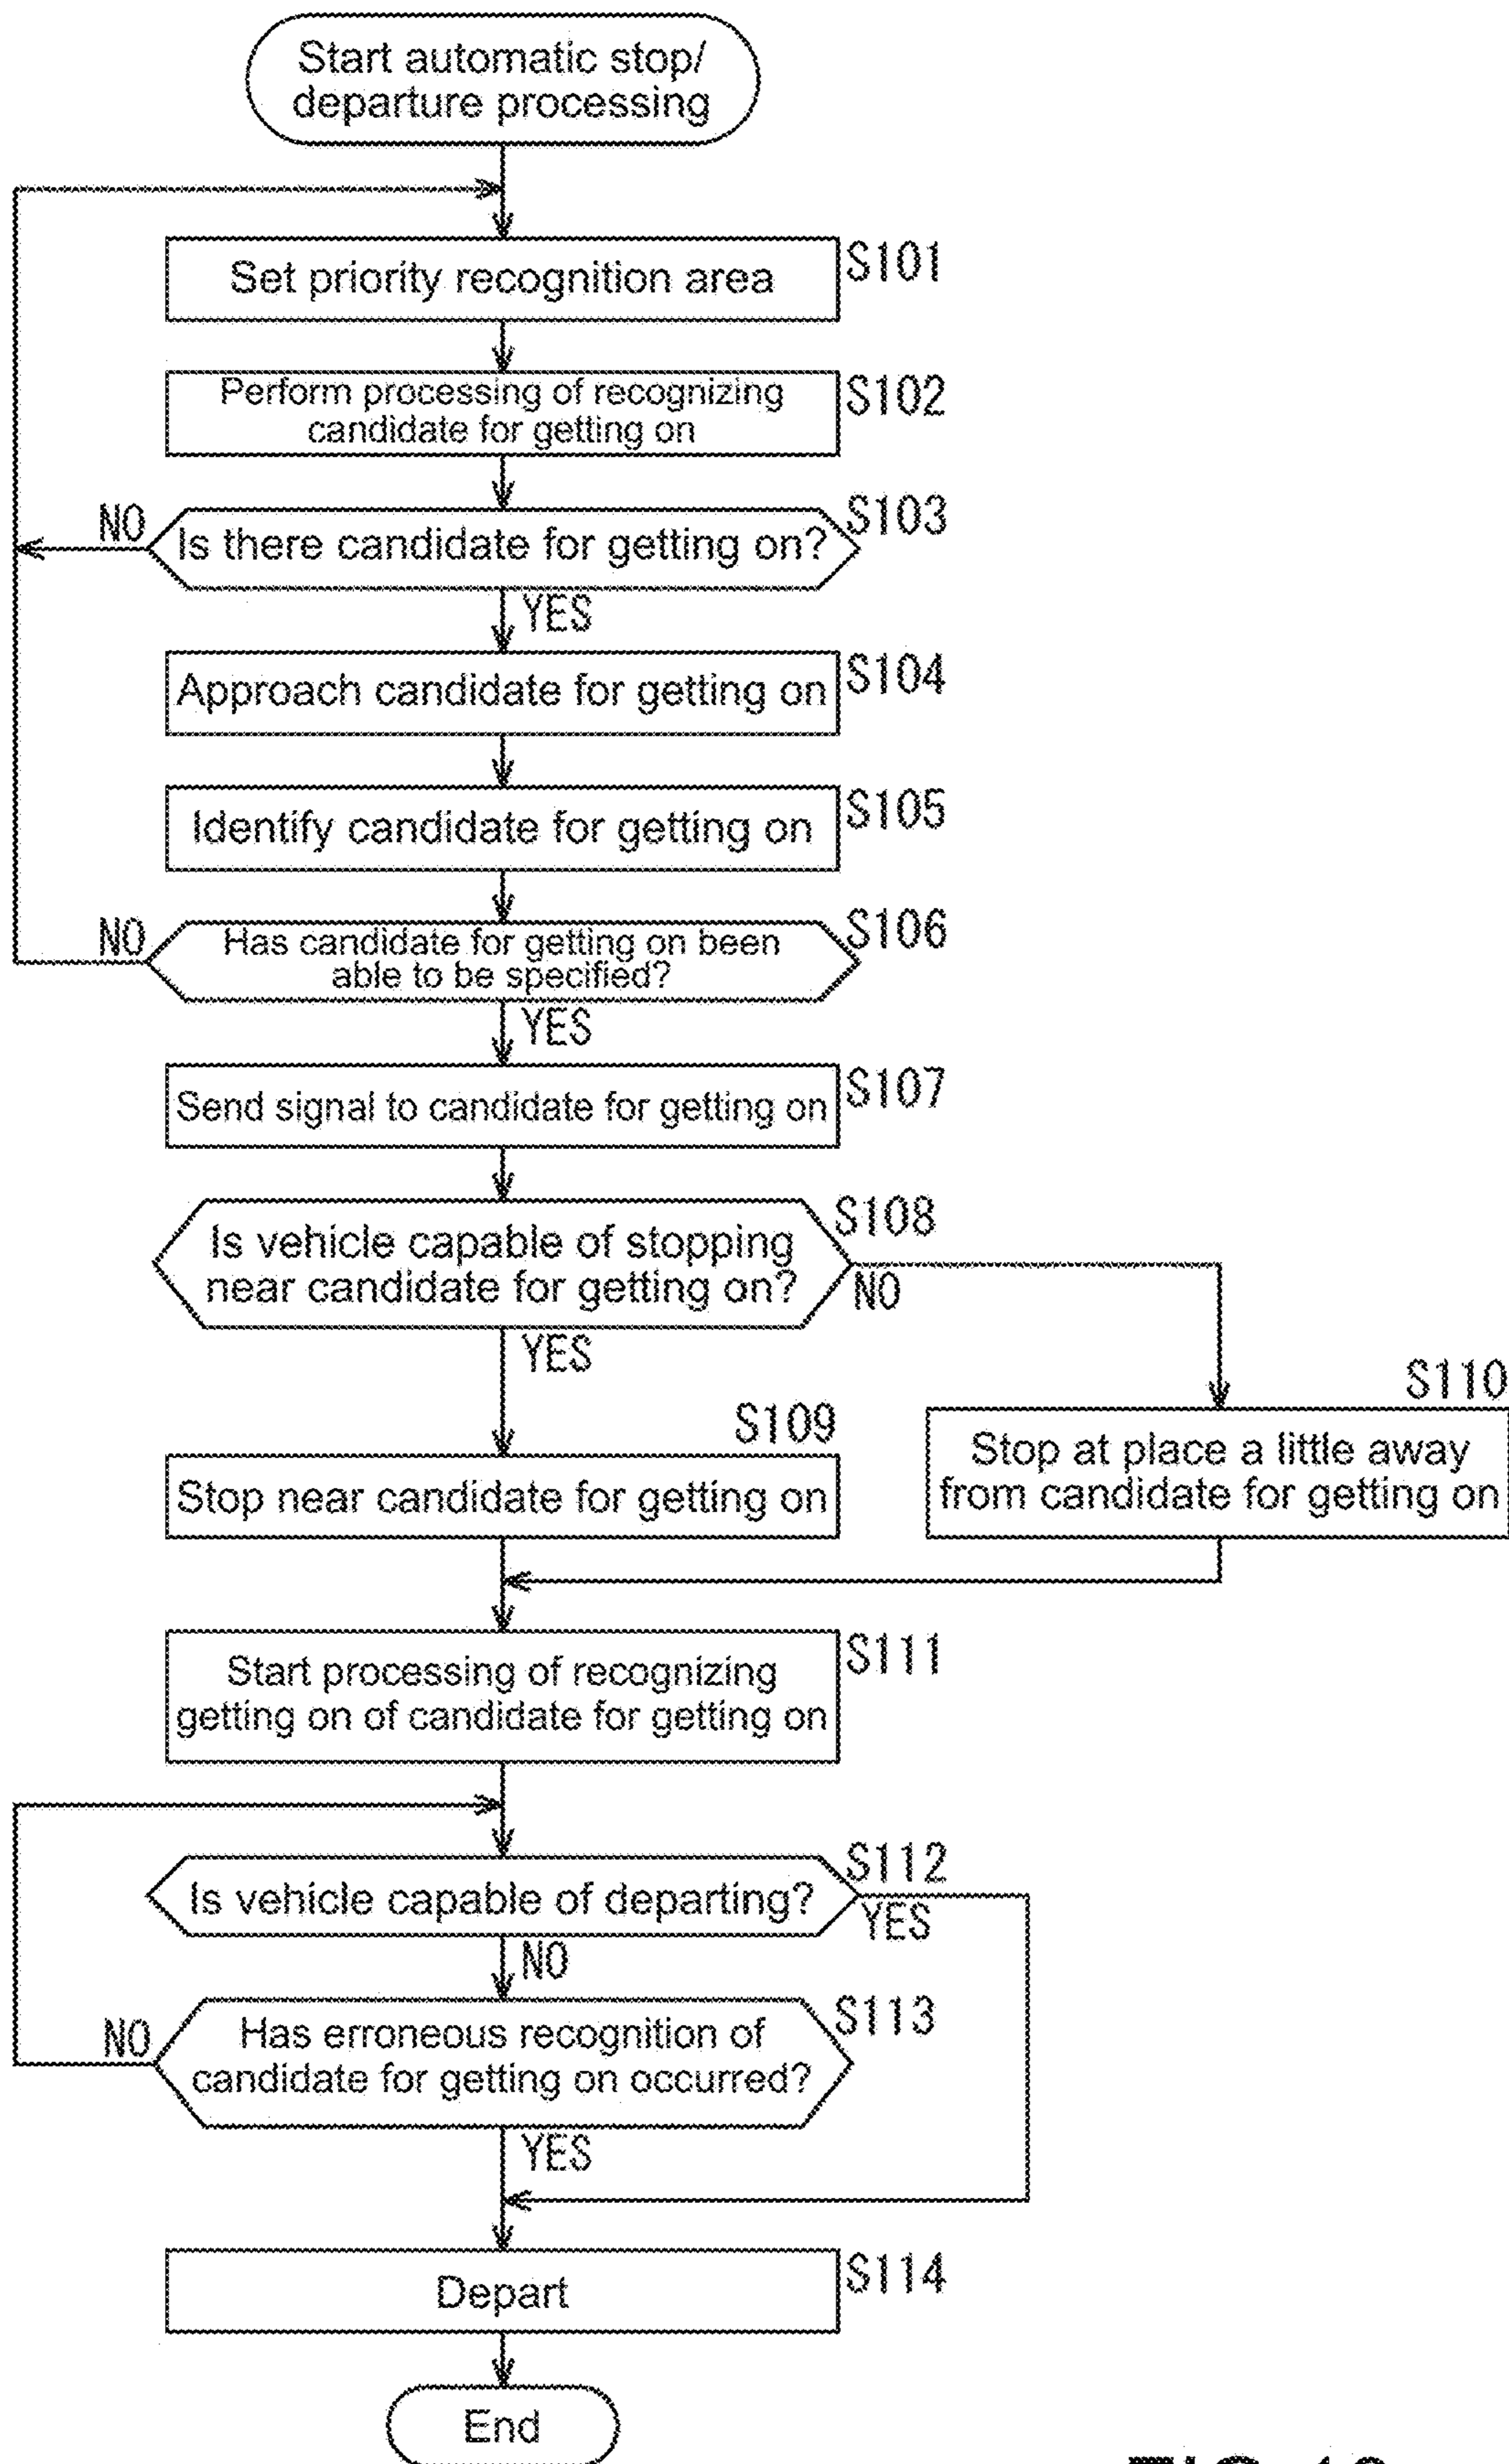 Start automatic stop/
departure processing
S101
Set priority recognition area
S102
Perform processing of recognizing
candidate for getting on
S103
NO
Is there candidate for getting on?
YES
S104
Approach candidate for getting on
S105
Identify candidate for getting on
S106
NO
Has candidate for getting on been
able to be specified?
YES
S107
Send signal to candidate for getting on
S108
Is vehicle capable of stopping
near candidate for getting on?
NO
YES
S110
S109
Stop at place a little away
from candidate for getting on
Stop near candidate for getting on
S111
Start processing of recognizing
getting on of candidate for getting on
S112
Is vehicle capable of departing?
YES
NO
S113
NO
Has erroneous recognition of
candidate for getting on occurred?
YES
S114
Depart
End